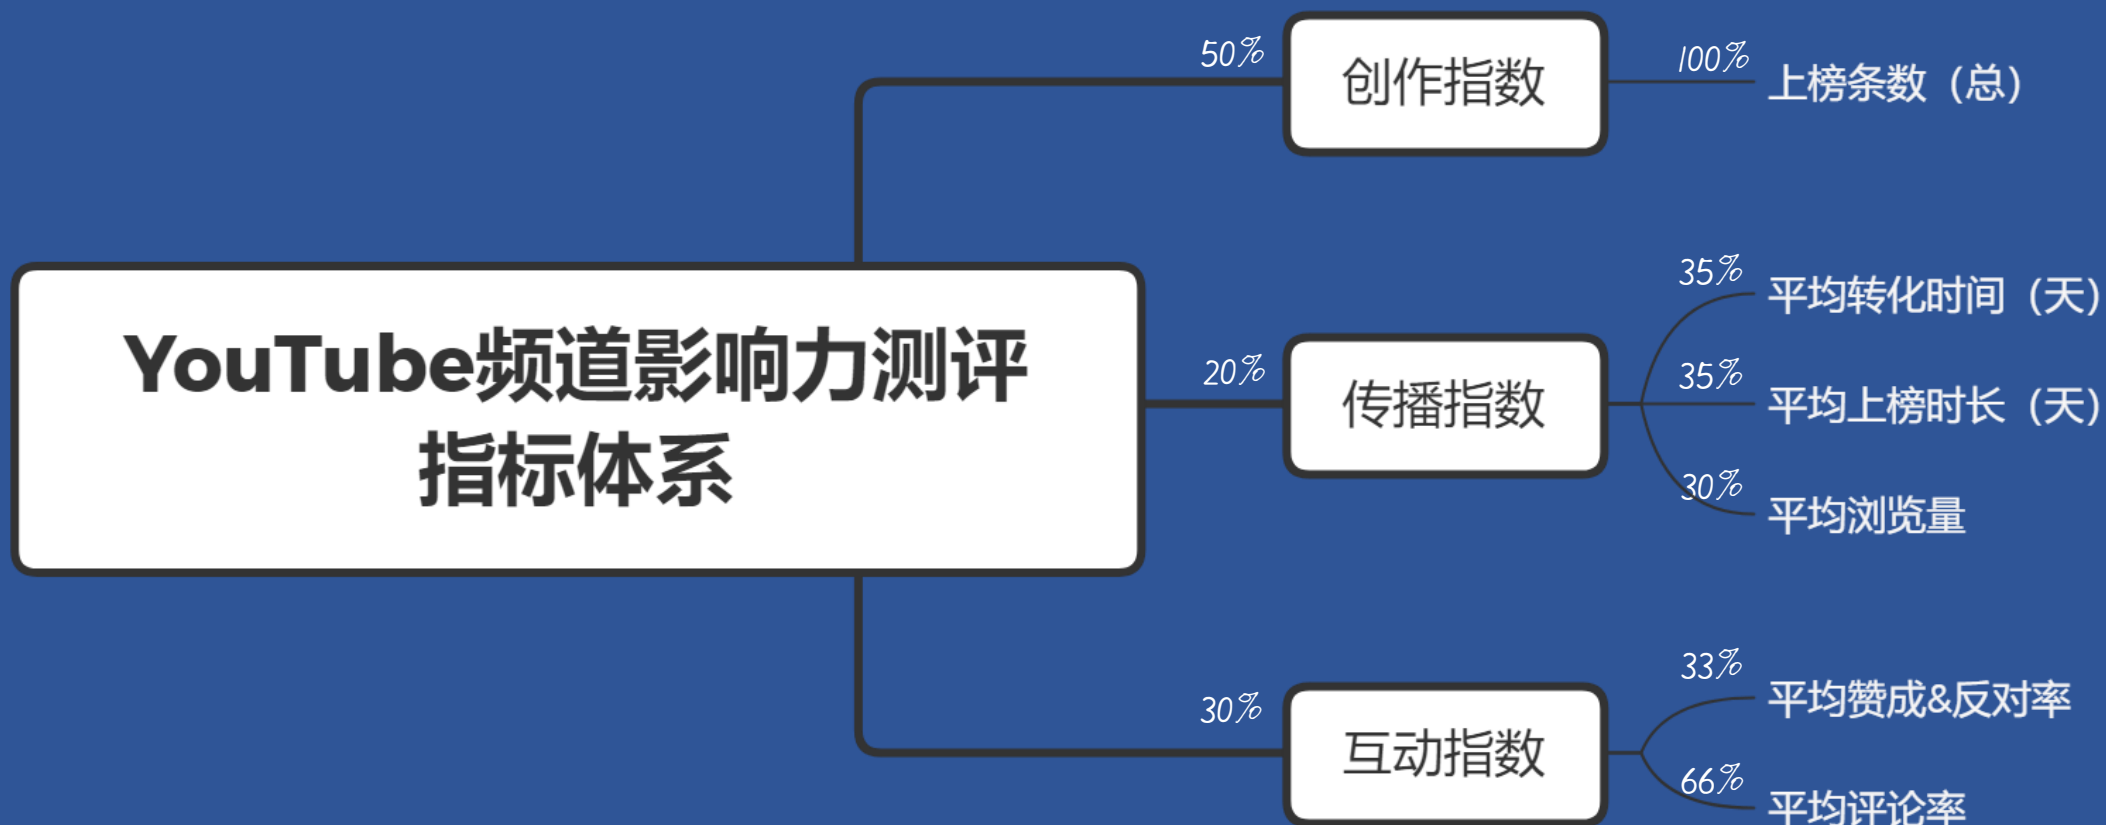 YouTube频道影响力测评
指标体系
50%
创作指数
100%
上榜条数（总）
20%
传播指数
35%
平均转化时间（天）
35%
平均上榜时长（天）
30%
平均浏览量
30%
互动指数
33%
平均赞成&反对率
66%
平均评论率